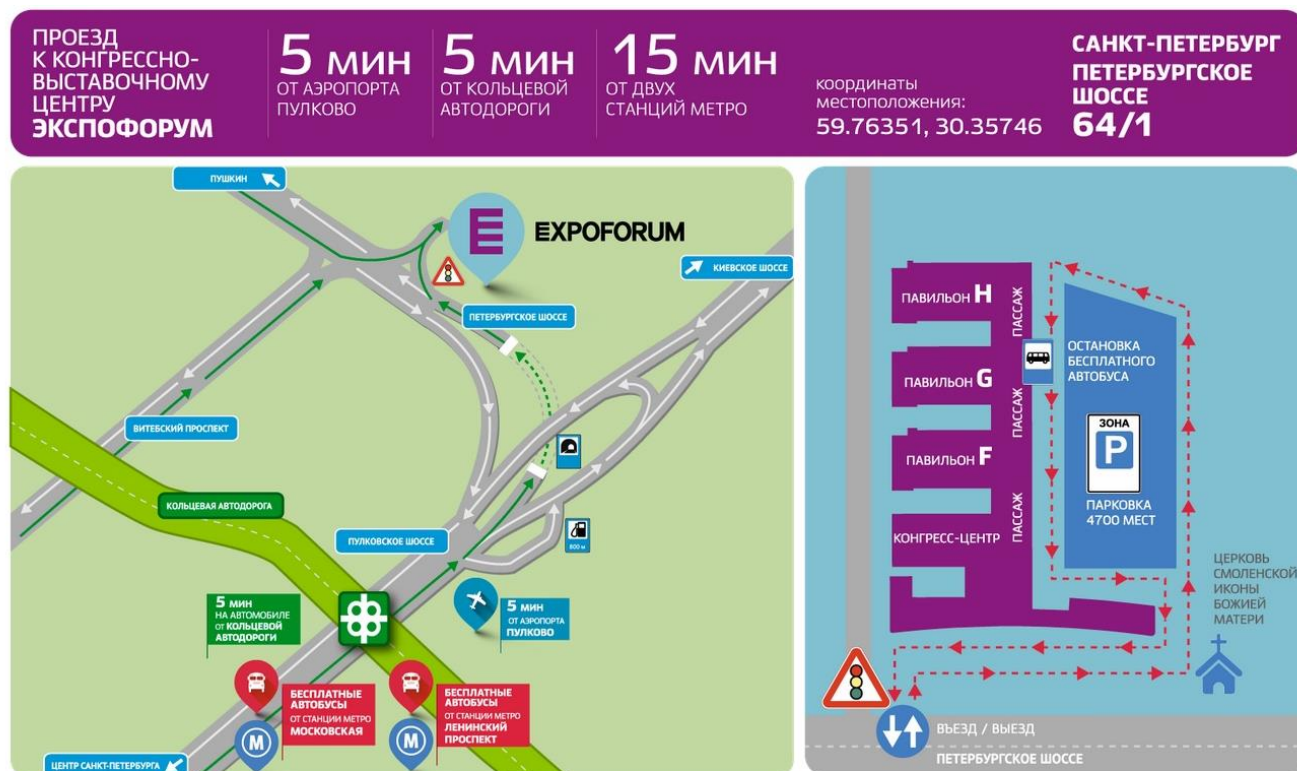 ПРОЕЗД
К КОНГРЕССНО-
ВЫСТАВОЧНОМУ
ЦЕНТРУ
ЭКСПОФОРУМ
5 МИН
ОТ АЭРОПОРТА
ПУЛКОВО
5 МИН
ОТ КОЛЬЦЕВОЙ
АВТОДОРОГИ
15 МИН
ОТ ДВУХ
СТАНЦИЙ МЕТРО
координаты
местоположения:
59.76351, 30.35746
САНКТ-ПЕТЕРБУРГ
ПЕТЕРБУРГСКОЕ
ШОССЕ
64/1
ПУШКИН
EXPOFORUM
КИЕВСКОЕ ШОССЕ
ПЕТЕРБУРГСКОЕ ШОССЕ
ВИТЕБСКИЙ ПРОСПЕКТ
КОЛЬЦЕВАЯ АВТОДОРОГА
ПУЛКОВСКОЕ ШОССЕ
800 м
5 МИН
НА АВТОМОБИЛЕ
ОТ КОЛЬЦЕВОЙ
АВТОДОРОГИ
5 МИН
ОТ АЭРОПОРТА
ПУЛКОВО
БЕСПЛАТНЫЕ
АВТОБУСЫ
ОТ СТАНЦИИ МЕТРО
МОСКОВСКАЯ
М
БЕСПЛАТНЫЕ
АВТОБУСЫ
ОТ СТАНЦИИ МЕТРО
ЛЕНИНСКИЙ
ПРОСПЕКТ
М
ЦЕНТР САНКТ-ПЕТЕРБУРГА
ПАВИЛЬОН H
ПАССАЖ
ОСТАНОВКА
БЕСПЛАТНОГО
АВТОБУСА
ПАВИЛЬОН G
ПАССАЖ
ЗОНА
P
ПАРКОВКА
4700 МЕСТ
ПАВИЛЬОН F
ПАССАЖ
КОНГРЕСС-ЦЕНТР
ЦЕРКОВЬ
СМОЛЕНСКОЙ
ИКОНЫ
БОЖИЕЙ
МАТЕРИ
ВЪЕЗД / ВЫЕЗД
ПЕТЕРБУРГСКОЕ ШОССЕ